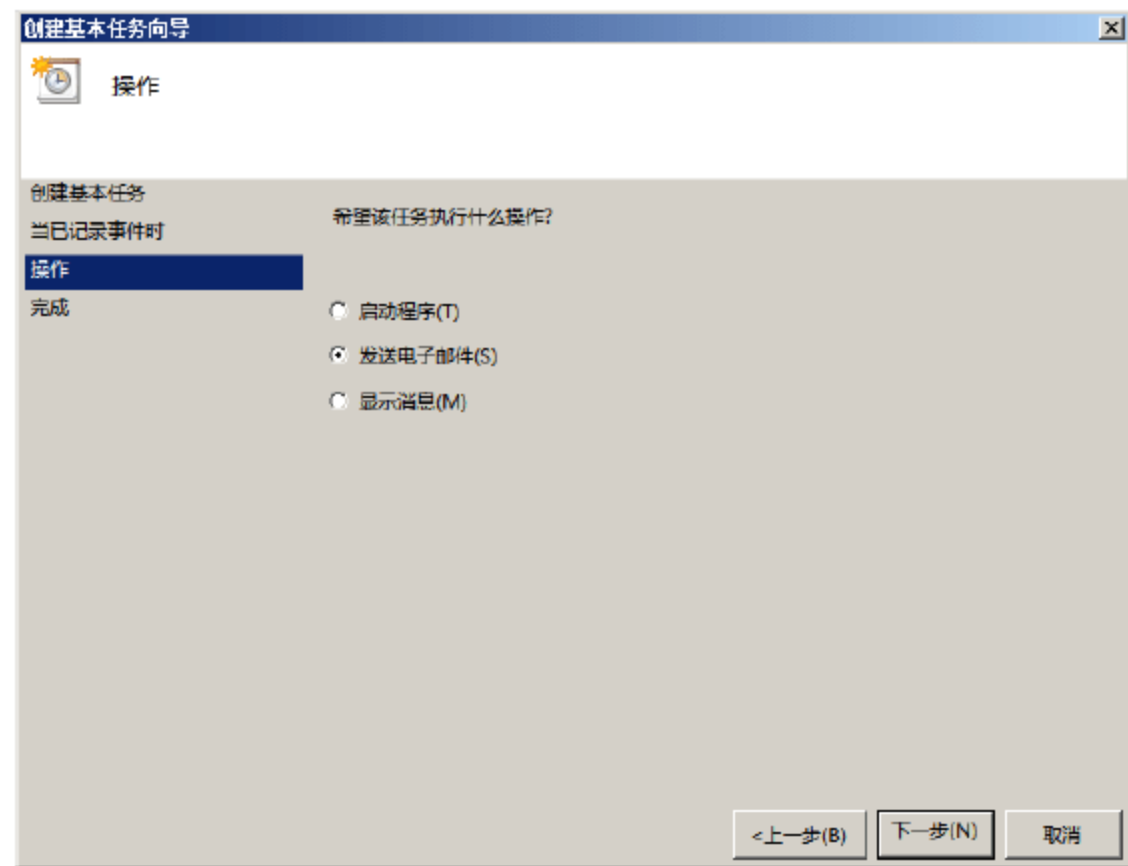 创建基本任务向导
操作
创建基本任务
当已记录事件时
操作
完成
希望该任务执行什么操作?
启动程序(T)
发送电子邮件(S)
显示消息(M)
<上一步(B)
下一步(N)
取消